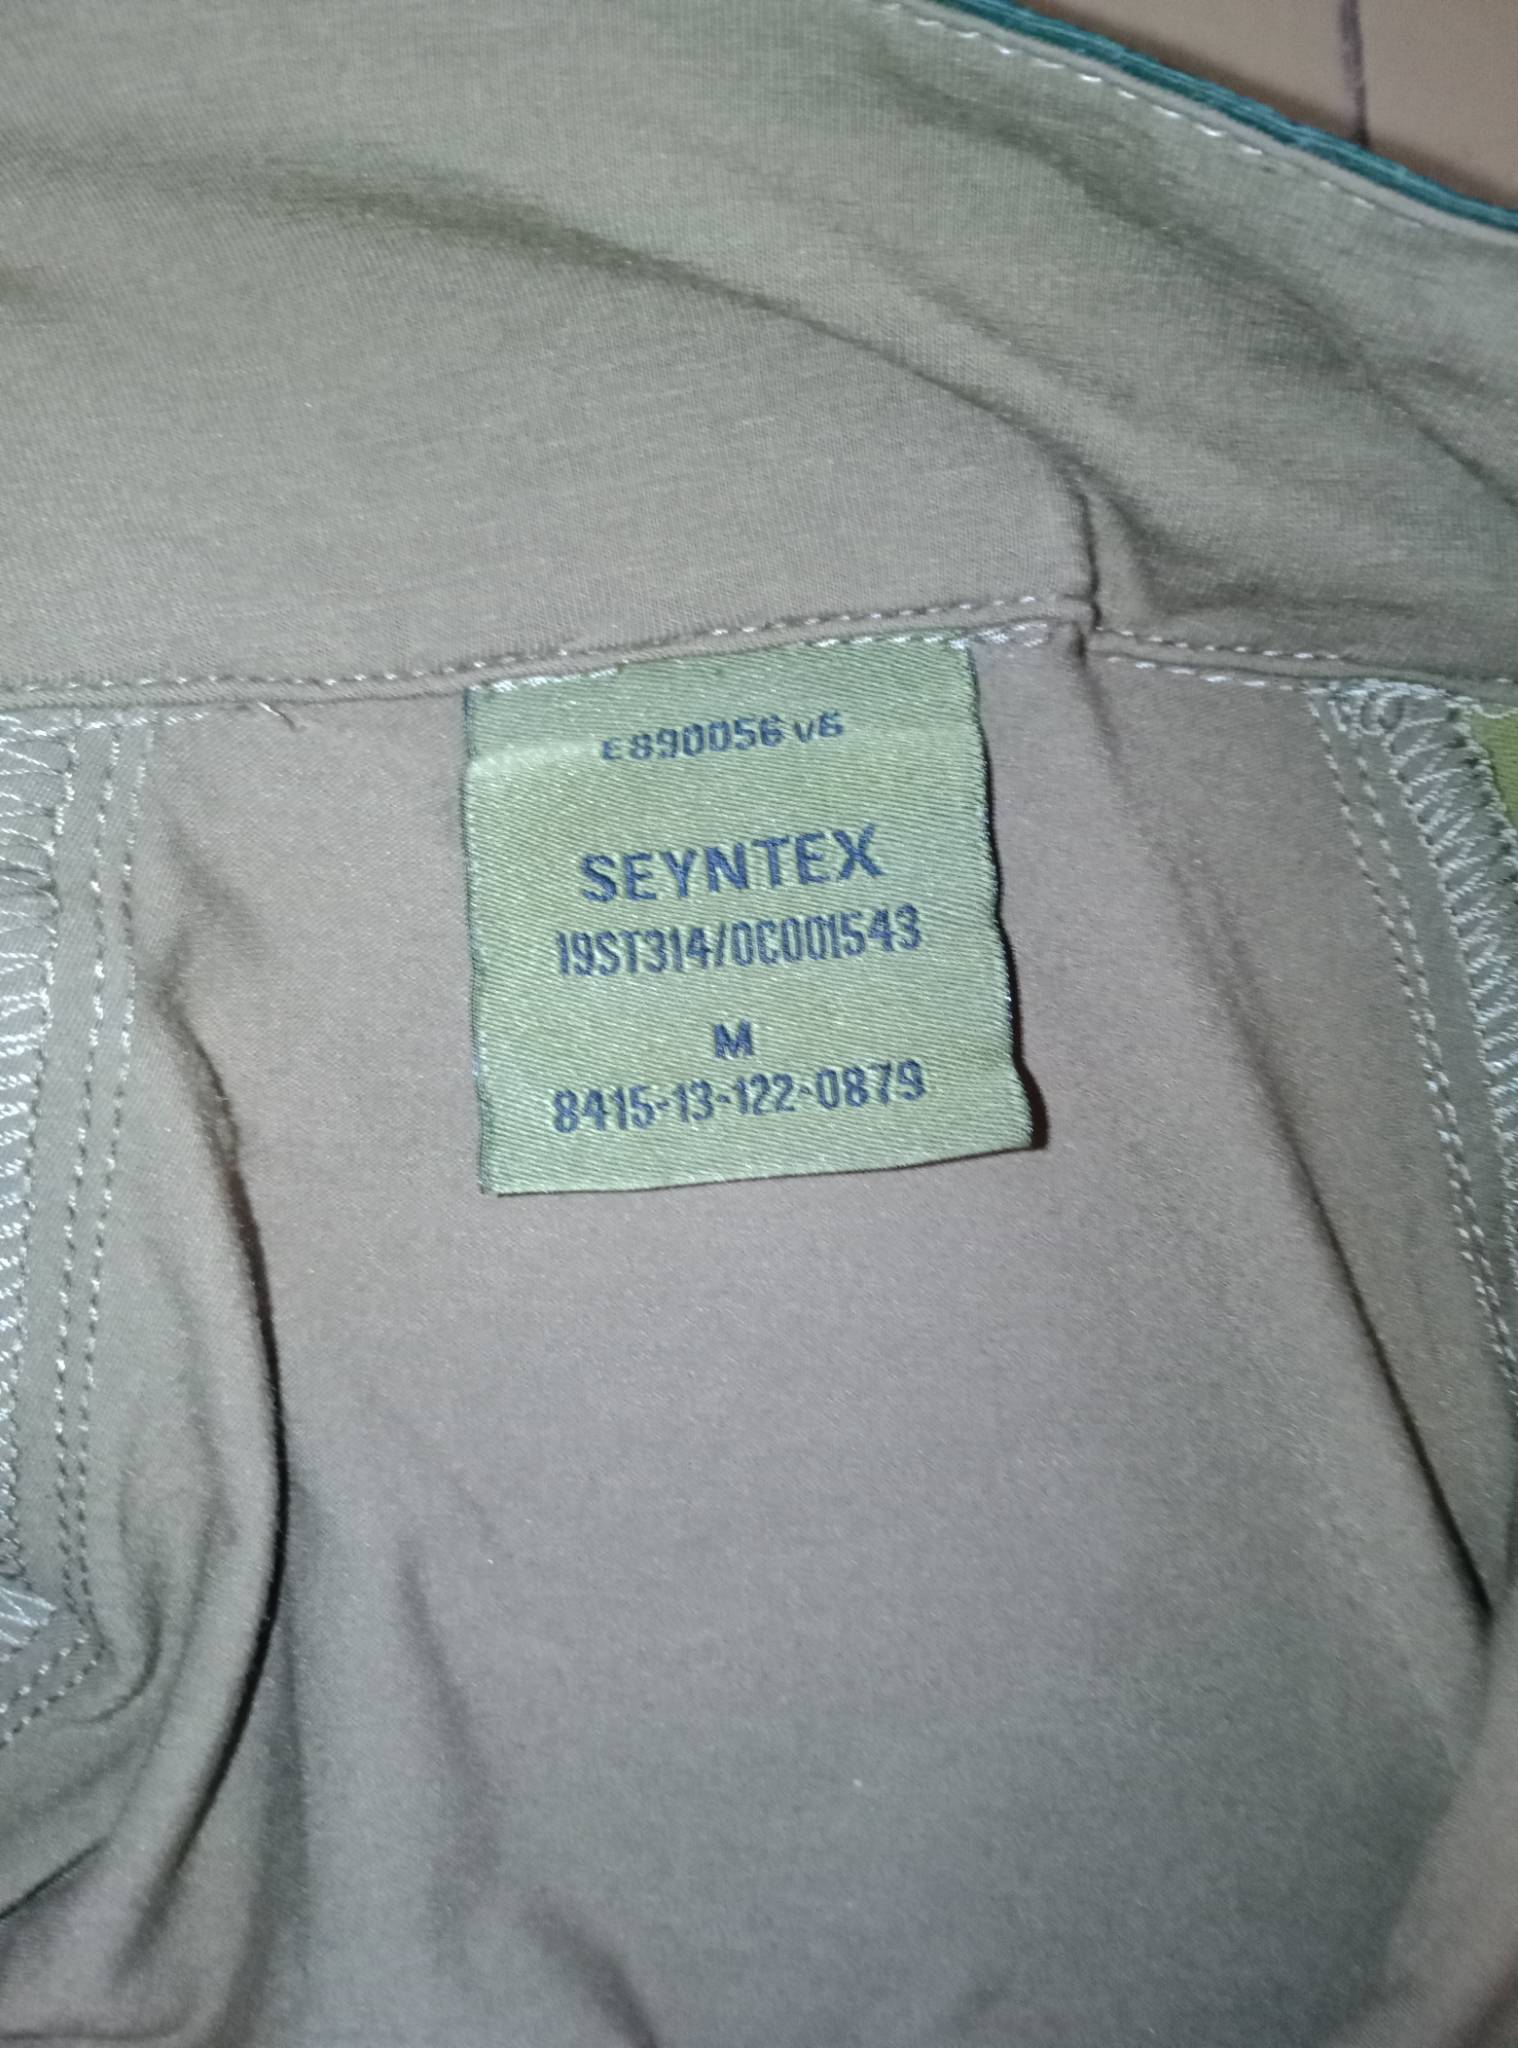 E890056 v6
SEYNTEX
19ST314/0C001543
M
8415-13-122-0879